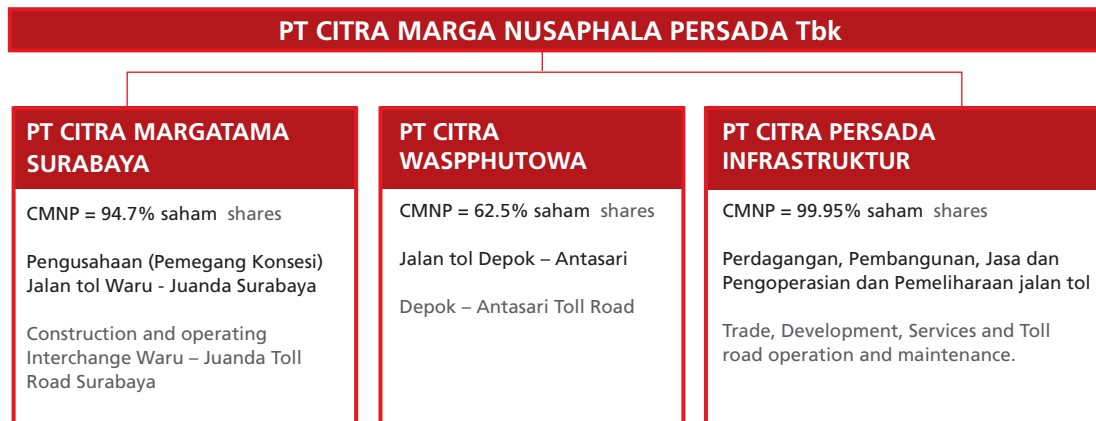 PT CITRA MARGA NUSAPHALA PERSADA Tbk
PT CITRA MARGATAMA
SURABAYA
CMNP = 94.7% saham shares
Pengusahaan (Pemegang Konsesi)
Jalan tol Waru - Juanda Surabaya
Construction and operating
Interchange Waru – Juanda Toll
Road Surabaya
PT CITRA
WASPPHUTOWA
CMNP = 62.5% saham shares
Jalan tol Depok – Antasari
Depok – Antasari Toll Road
PT CITRA PERSADA
INFRASTRUKTUR
CMNP = 99.95% saham shares
Perdagangan, Pembangunan, Jasa dan
Pengoperasian dan Pemeliharaan jalan tol
Trade, Development, Services and Toll
road operation and maintenance.